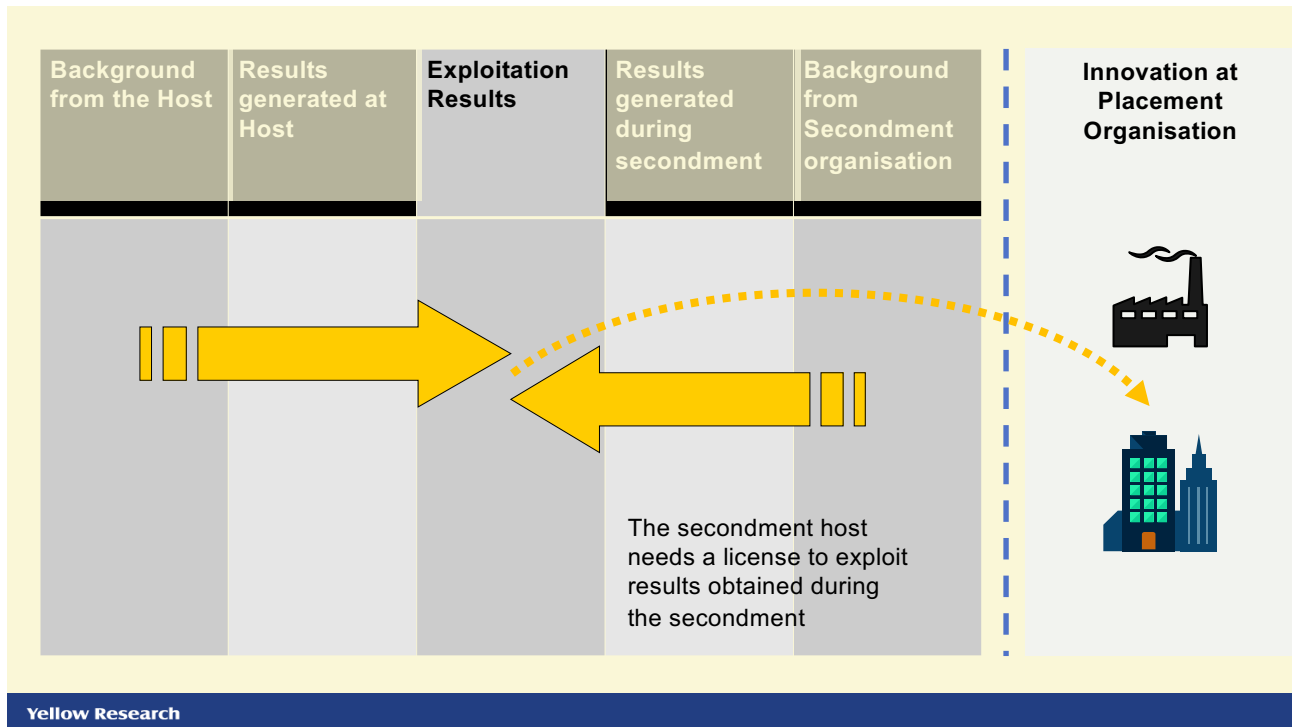 Background
from the Host
Results
generated at
Host
Exploitation
Results
Results
generated
during
secondment
Background
from
Secondment
organisation
Innovation at
Placement
Organisation
The secondment host
needs a license to exploit
results obtained during
the secondment
Yellow Research